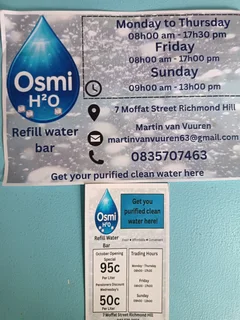 Monday to Thursday
08h00 am - 17h30 pm
Friday
08h00 am - 17h00 pm
Sunday
09h00 am - 13h00 pm
Osmi
H²O
Refill water
bar
7 Moffat Street Richmond Hill
Martin van Vuuren
martinvanvuuren63@gmail.com
0835707463
Get your purified clean water here
Osmi
H²O
Refill Water
Bar
Get you
purified clean
water here!
October Opening
Special
95c
Per Liter
Pensioners Discount
Wednesday's
50c
Per Liter
Trading Hours
Monday - Thursday
Friday
Sunday
7 Moffat Street Richmond Hill